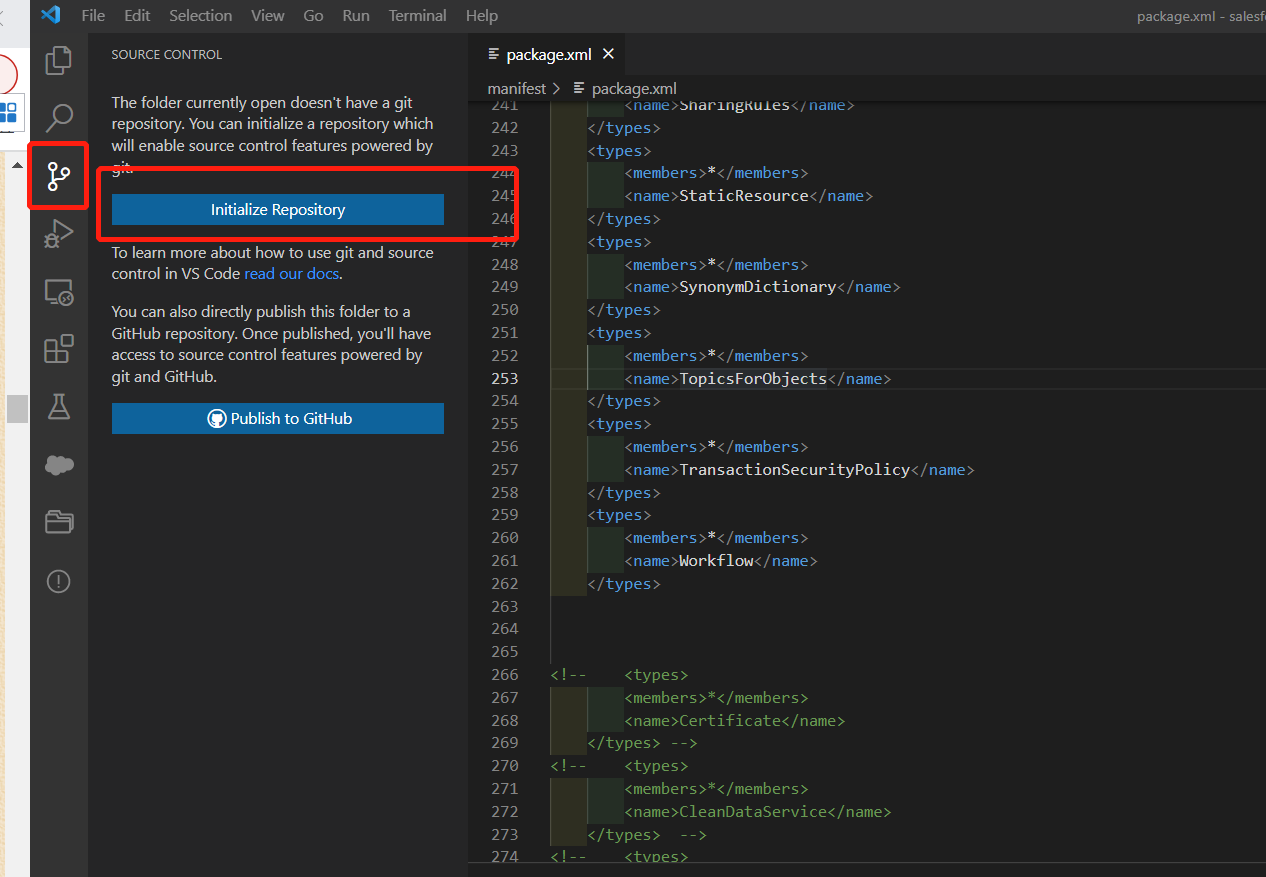 File Edit Selection View Go Run Terminal Help
package.xml - salesfo
SOURCE CONTROL
The folder currently open doesn't have a git
repository. You can initialize a repository which
will enable source control features powered by
git.
Initialize Repository
To learn more about how to use git and source
control in VS Code read our docs.
You can also directly publish this folder to a
GitHub repository. Once published, you'll have
access to source control features powered by
git and GitHub.
Publish to GitHub
package.xml
manifest > package.xml
241 <name>SharingRules</name>
242 </types>
243 <types>
244 <members>*</members>
245 <name>StaticResource</name>
246 </types>
247 <types>
248 <members>*</members>
249 <name>SynonymDictionary</name>
250 </types>
251 <types>
252 <members>*</members>
253 <name>TopicsForObjects</name>
254 </types>
255 <types>
256 <members>*</members>
257 <name>TransactionSecurityPolicy</name>
258 </types>
259 <types>
260 <members>*</members>
261 <name>Workflow</name>
262 </types>
263
264
265
266 <!-- <types>
267 <members>*</members>
268 <name>Certificate</name>
269 </types> -->
270 <!-- <types>
271 <members>*</members>
272 <name>CleanDataService</name>
273 </types> -->
274 <!-- <types>